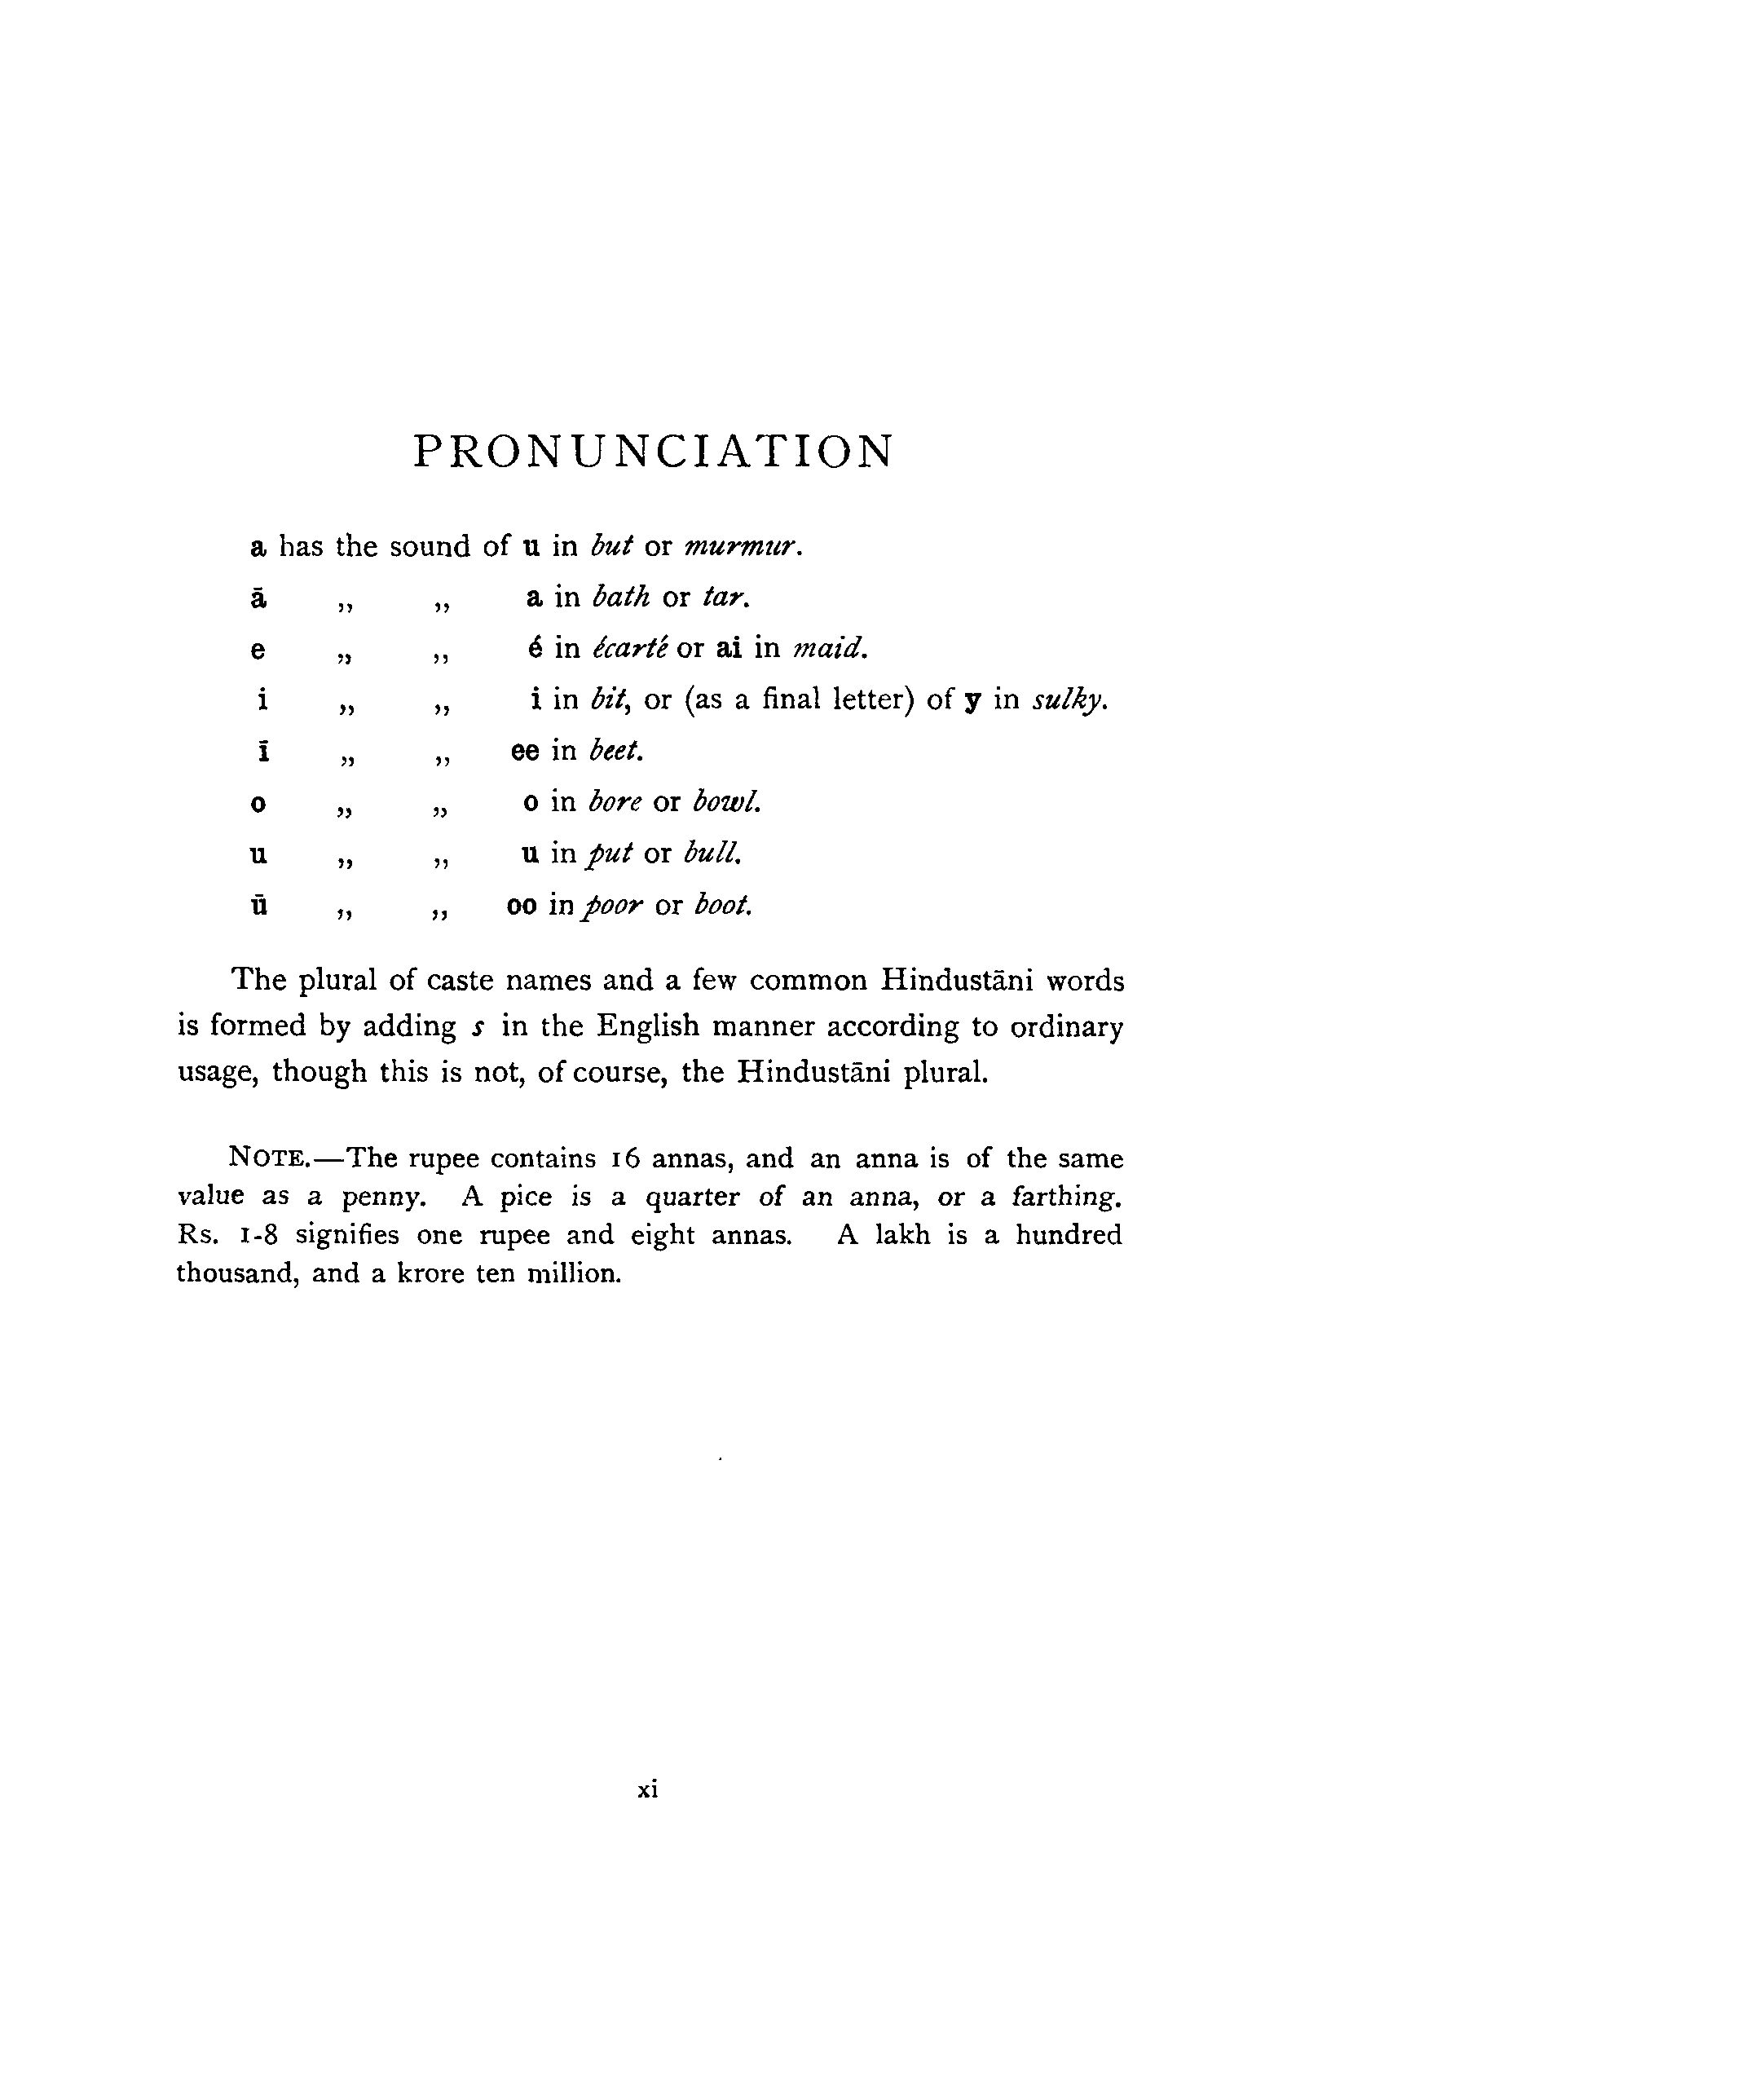 PRONUNCIATION
a has the sound of u in but or murmur.
ā ,, ,, a in bath or tar.
e ,, ,, é in écarté or ai in maid.
i ,, ,, i in bit, or (as a final letter) of y in sulky.
ī ,, ,, ee in beet.
o ,, ,, o in bore or bowl.
u ,, ,, u in put or bull.
ū ,, ,, oo in poor or boot.
The plural of caste names and a few common Hindustāni words
is formed by adding s in the English manner according to ordinary
usage, though this is not, of course, the Hindustāni plural.
NOTE.—The rupee contains 16 annas, and an anna is of the same
value as a penny. A pice is a quarter of an anna, or a farthing.
Rs. 1-8 signifies one rupee and eight annas. A lakh is a hundred
thousand, and a krore ten million.
xi